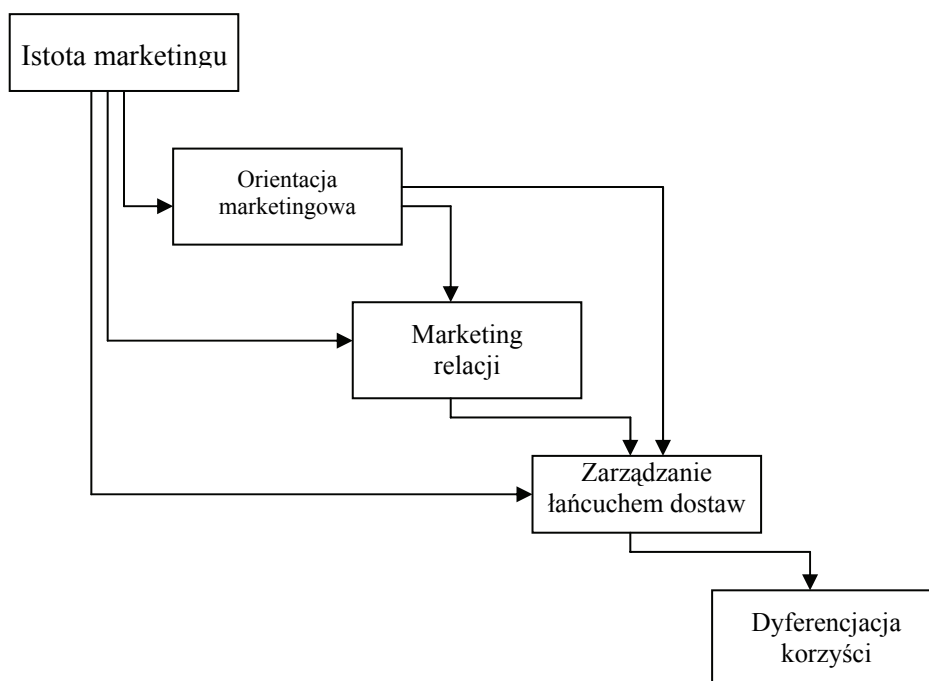 Istota marketingu
Orientacja
marketingowa
Marketing
relacji
Zarządzanie
łańcuchem dostaw
Dyferencjacja
korzyści